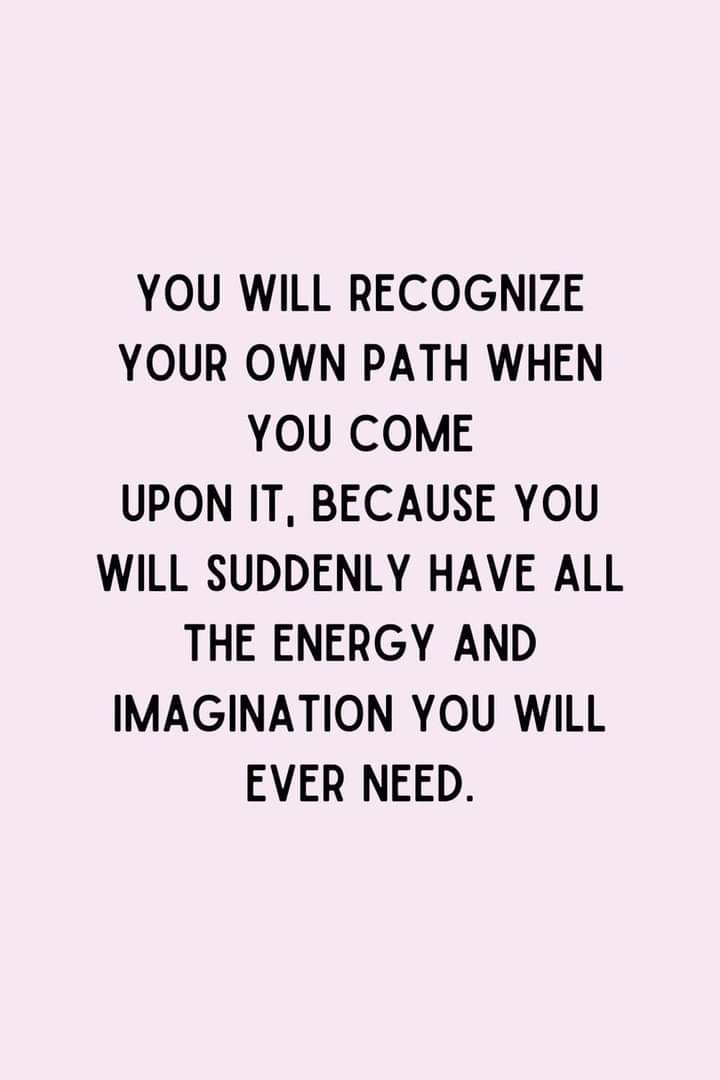 YOU WILL RECOGNIZE
YOUR OWN PATH WHEN
YOU COME
UPON IT, BECAUSE YOU
WILL SUDDENLY HAVE ALL
THE ENERGY AND
IMAGINATION YOU WILL
EVER NEED.